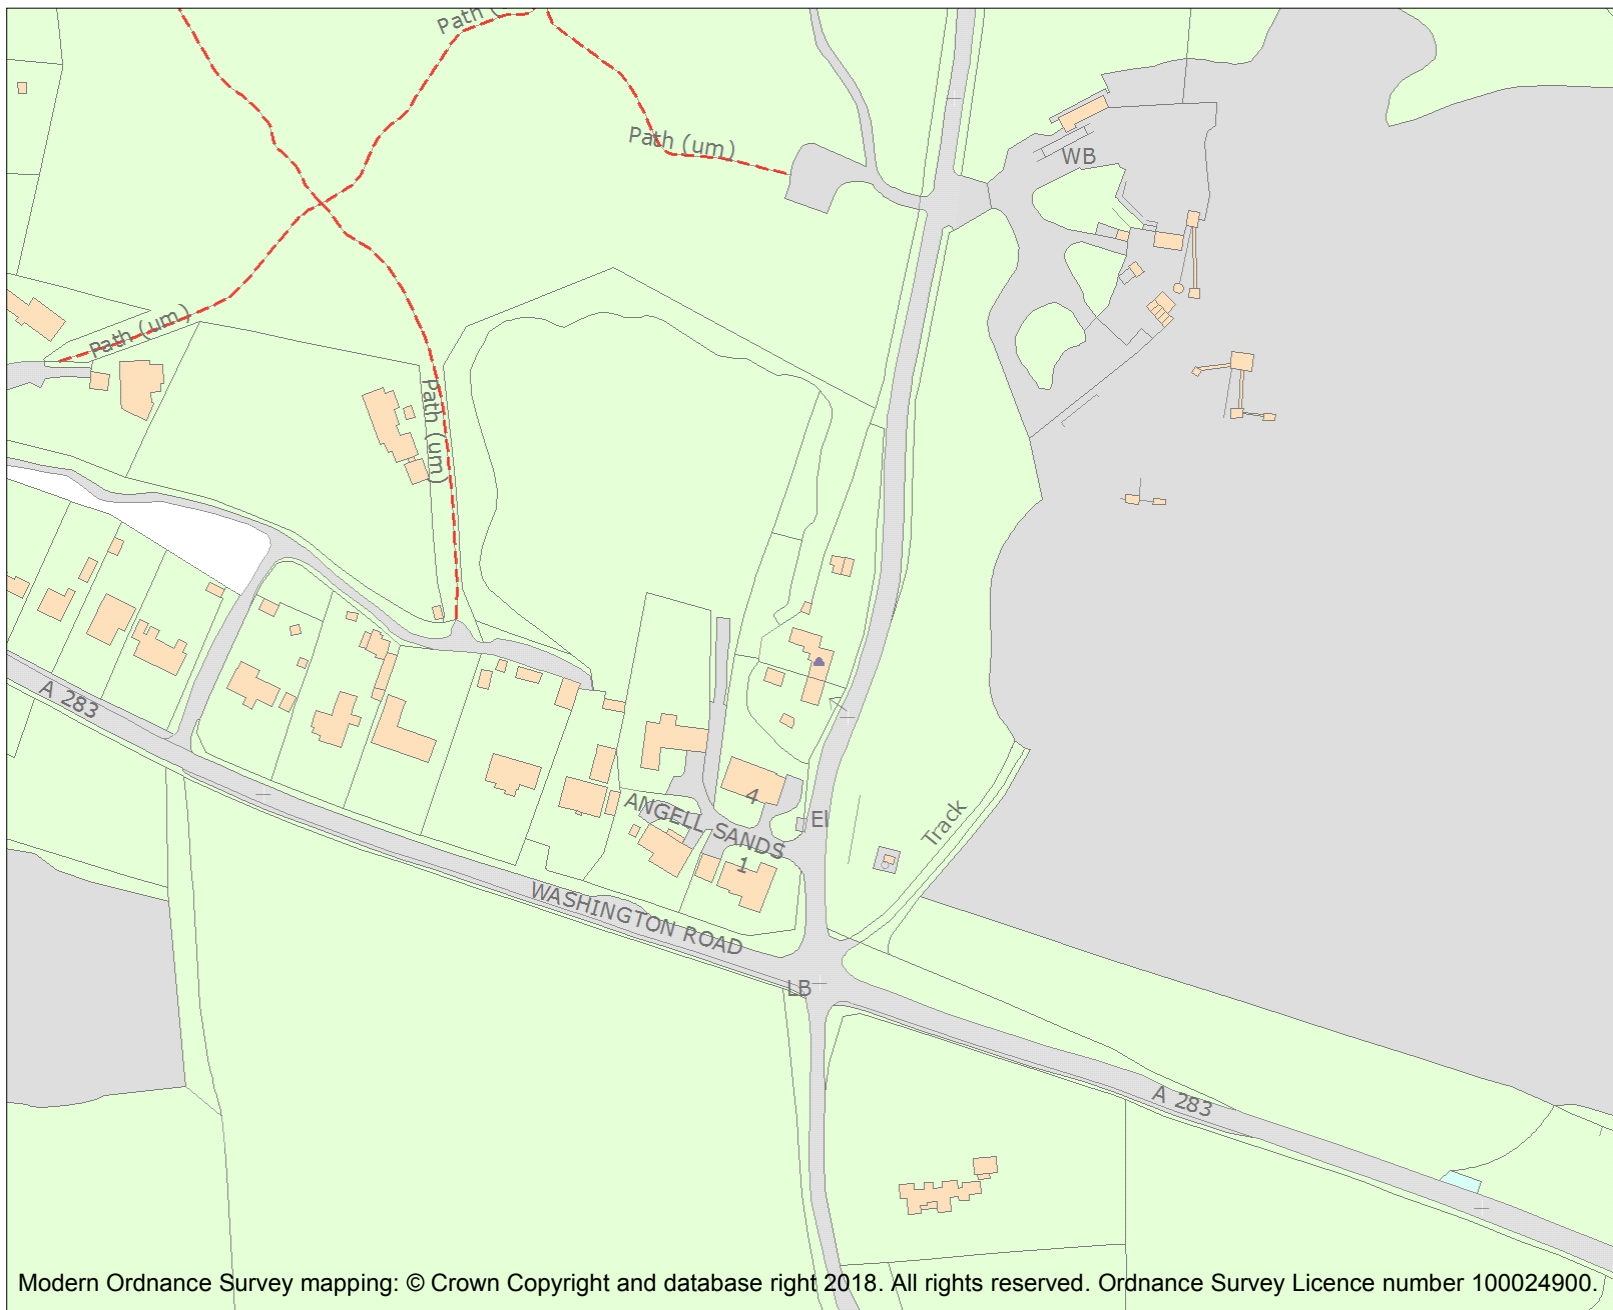 Path (
Path (um)
WB
Path (um)
Path (um)
A 283
ANGELL SANDS
4
El
1
Track
WASHINGTON ROAD
LB
A 283
Modern Ordnance Survey mapping: © Crown Copyright and database right 2018. All rights reserved. Ordnance Survey Licence number 100024900.